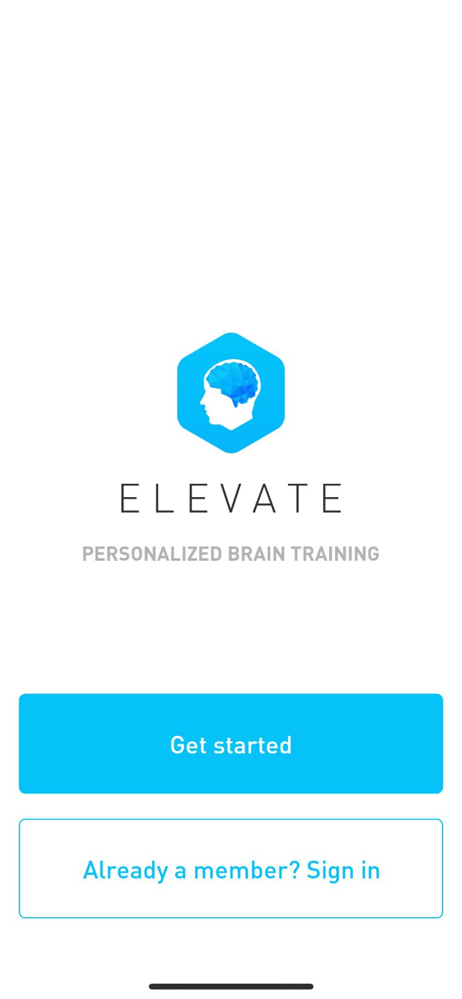 ELEVATE
PERSONALIZED BRAIN TRAINING
Get started
Already a member? Sign in